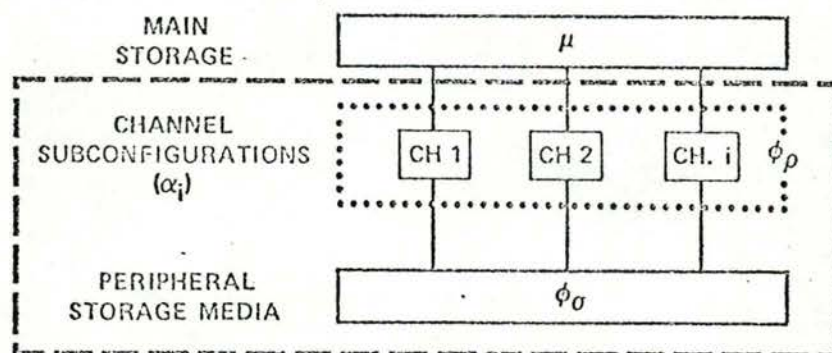 MAIN
STORAGE
μ
CHANNEL
SUBCONFIGURATIONS
(αi)
CH 1
CH 2
CH. i
ϕρ
PERIPHERAL
STORAGE MEDIA
ϕσ